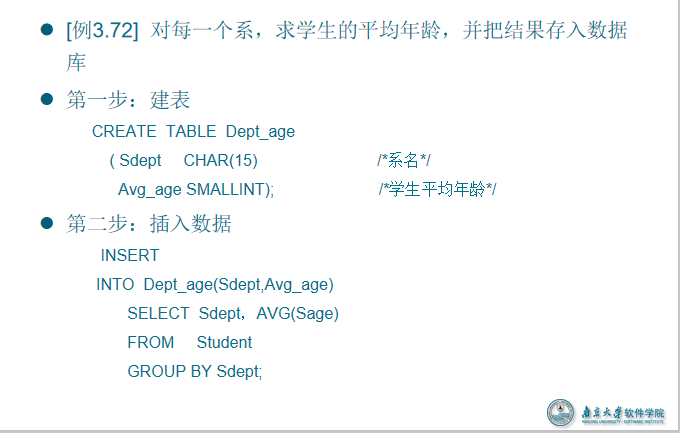 [例3.72] 对每一个系，求学生的平均年龄，并把结果存入数据
库
第一步：建表
CREATE TABLE Dept_age
( Sdept CHAR(15) /*系名*/
Avg_age SMALLINT); /*学生平均年龄*/
第二步：插入数据
INSERT
INTO Dept_age(Sdept,Avg_age)
SELECT Sdept，AVG(Sage)
FROM Student
GROUP BY Sdept;
南京大学软件学院
NANJING UNIVERSITY - SOFTWARE INSTITUTE